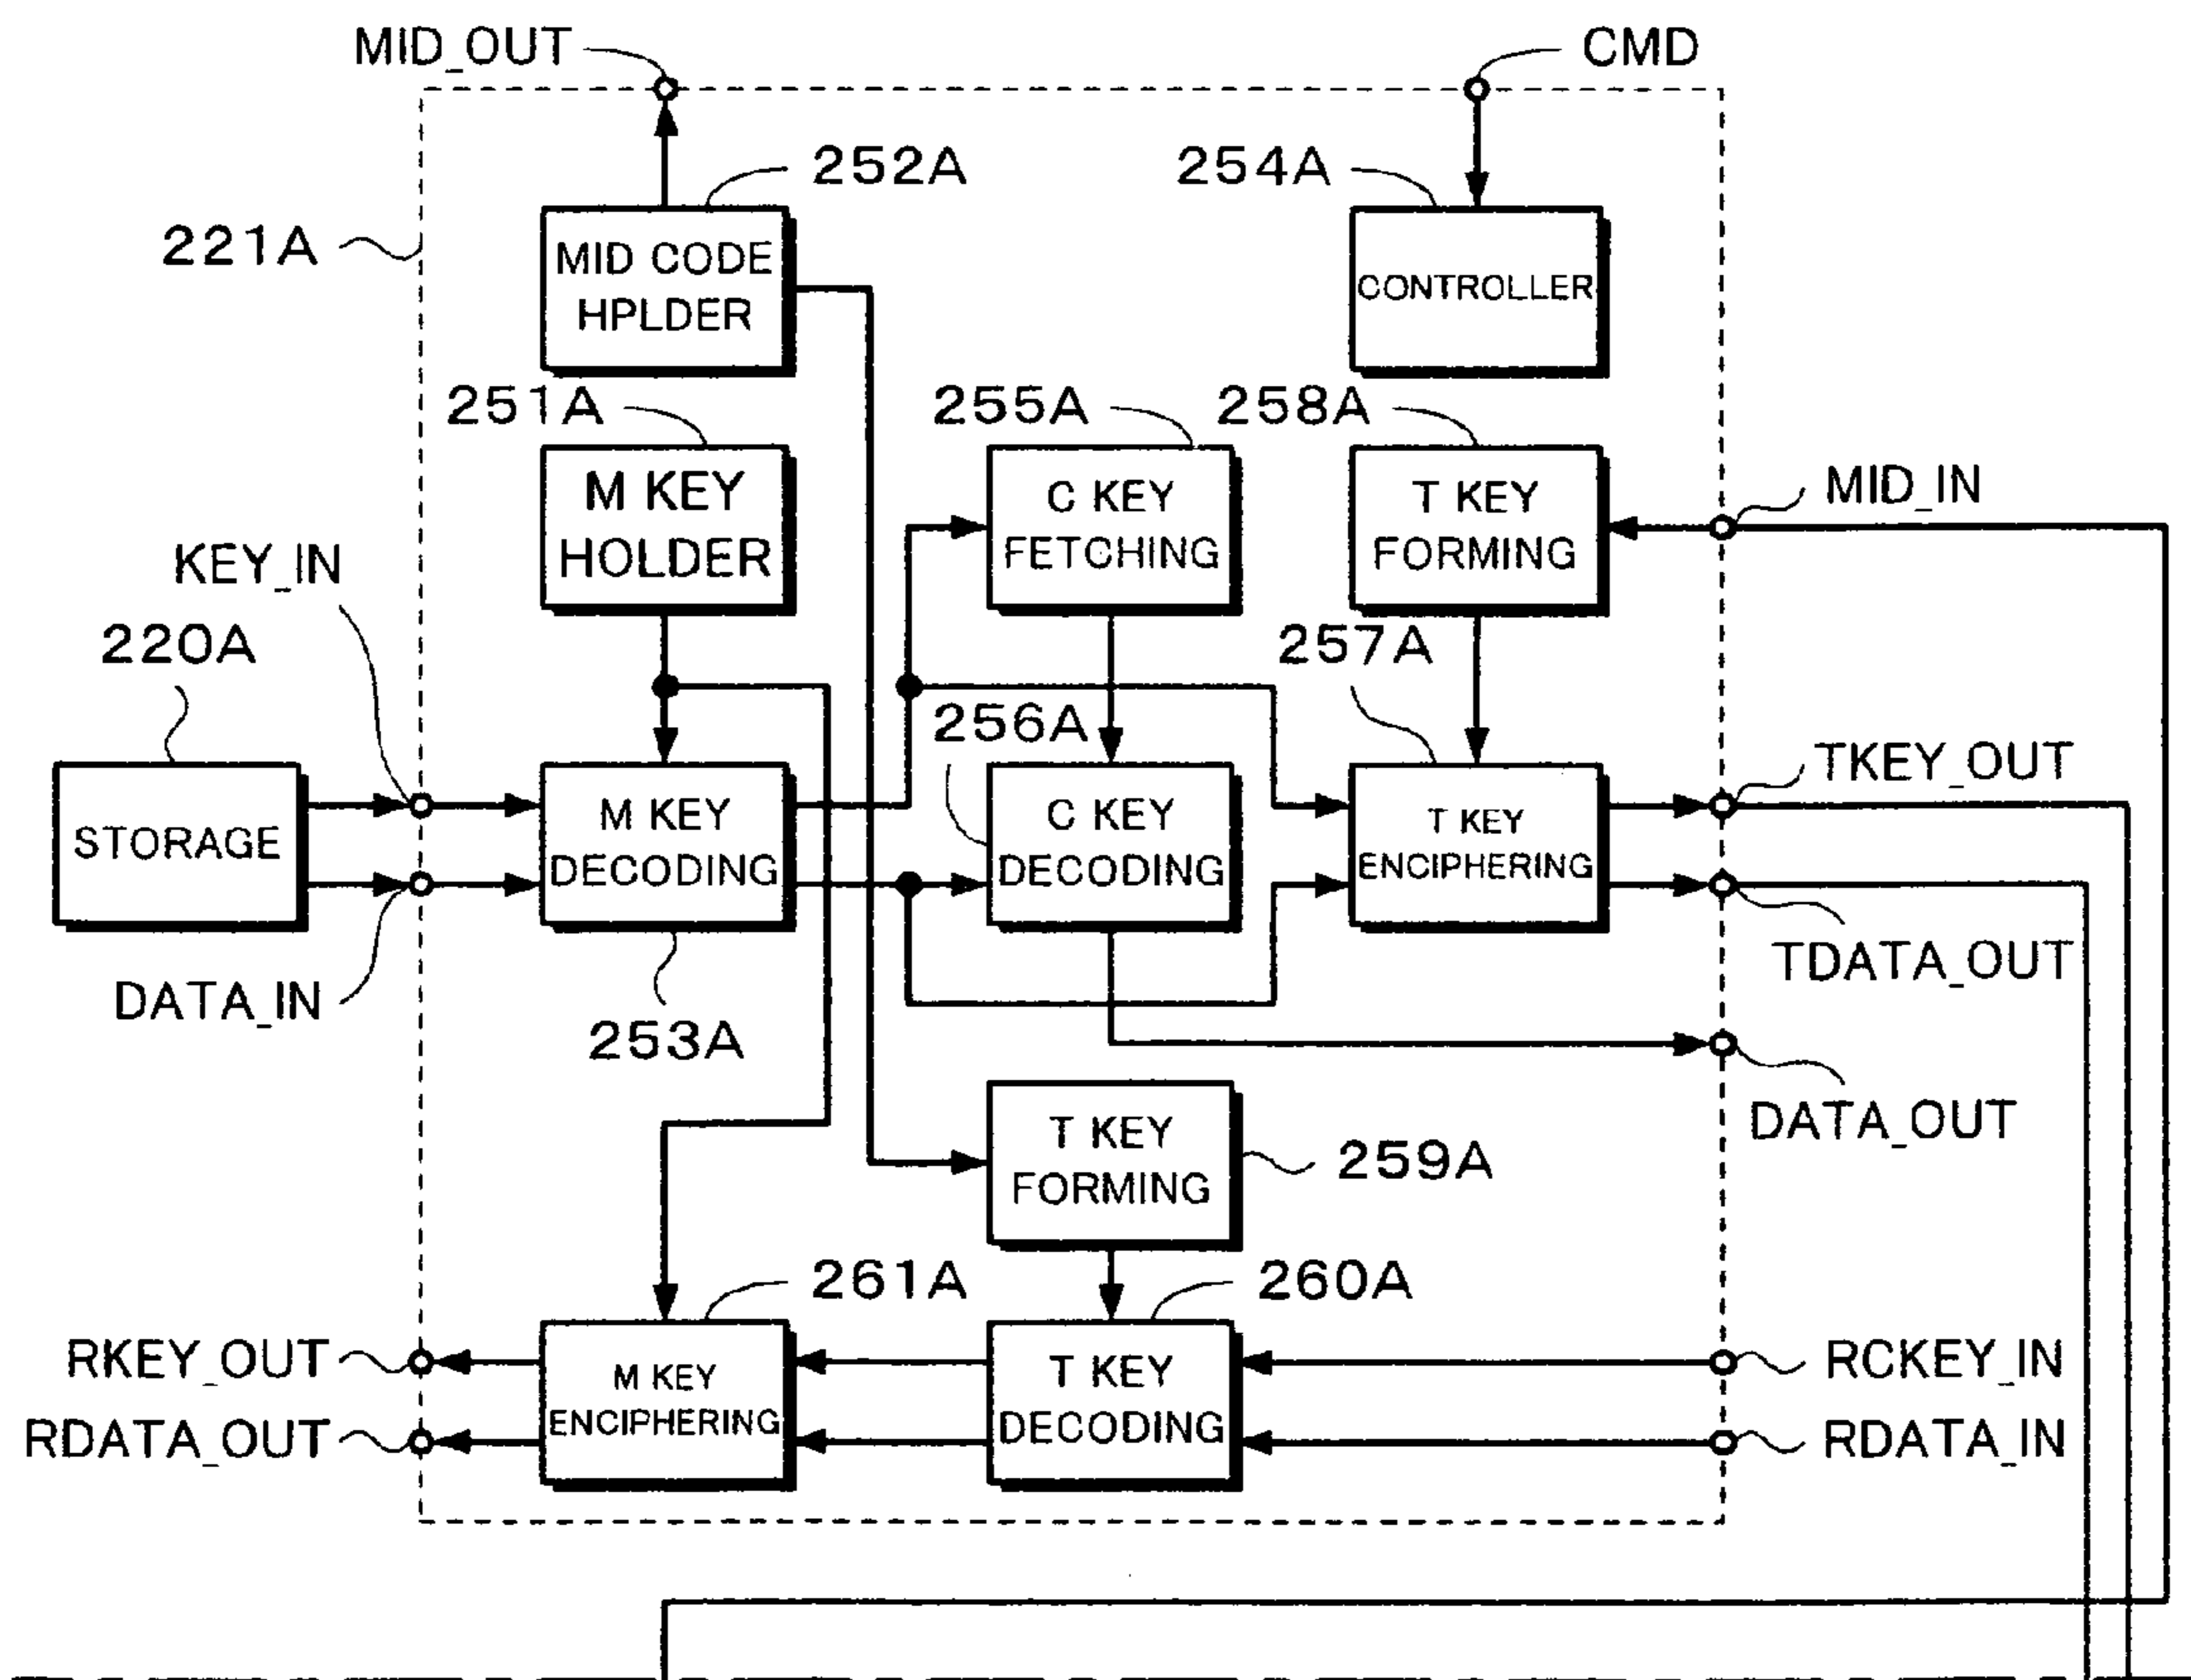 MID_OUT
CMD
252A
254A
221A
MID CODE
HPLDER
CONTROLLER
251A
255A
258A
M KEY
HOLDER
C KEY
FETCHING
T KEY
FORMING
MID_IN
KEY_IN
220A
257A
256A
STORAGE
M KEY
DECODING
C KEY
DECODING
T KEY
ENCIPHERING
TKEY_OUT
TDATA_OUT
DATA_IN
253A
DATA_OUT
T KEY
FORMING
259A
261A
260A
RKEY_OUT
RDATA_OUT
M KEY
ENCIPHERING
T KEY
DECODING
RCKEY_IN
RDATA_IN